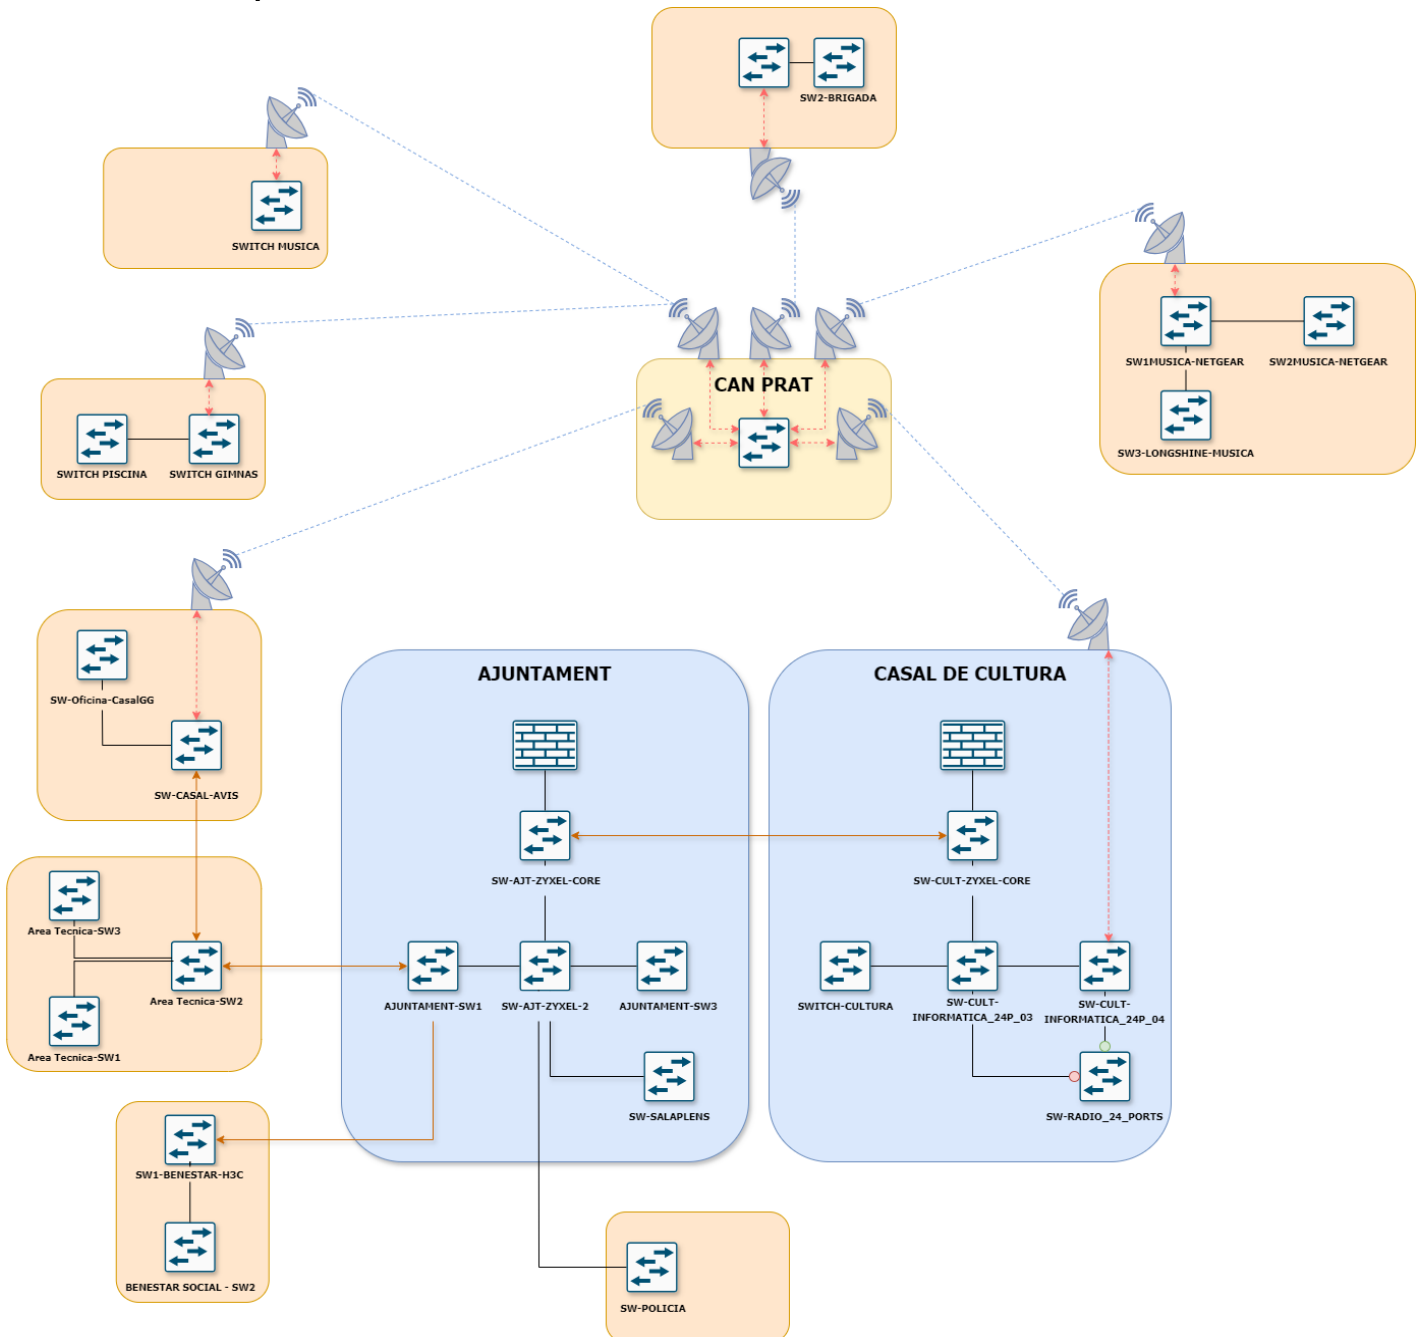 SW2-BRIGADA
SWITCH MUSICA
CAN PRAT
SW1MUSICA-NETGEAR
SW2MUSICA-NETGEAR
SW3-LONGSHINE-MUSICA
SWITCH PISCINA
SWITCH GIMNAS
SW-Oficina-CasalGG
SW-CASAL-AVIS
AJUNTAMENT
CASAL DE CULTURA
SW-AJT-ZYXEL-CORE
SW-CULT-ZYXEL-CORE
Area Tecnica-SW3
Area Tecnica-SW2
Area Tecnica-SW1
AJUNTAMENT-SW1
SW-AJT-ZYXEL-2
AJUNTAMENT-SW3
SWITCH-CULTURA
SW-CULT-
INFORMATICA_24P_03
SW-CULT-
INFORMATICA_24P_04
SW-SALAPLENS
SW-RADIO_24_PORTS
SW1-BENESTAR-H3C
BENESTAR SOCIAL - SW2
SW-POLICIA